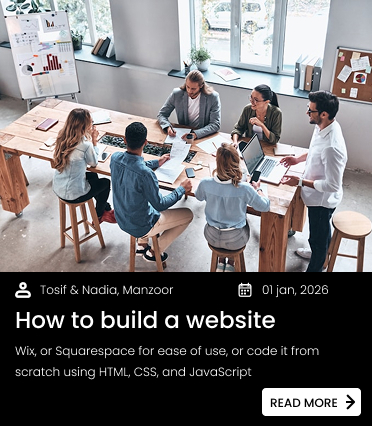 Tosif & Nadia, Manzoor
01 jan, 2026
How to build a website
Wix, or Squarespace for ease of use, or code it from
scratch using HTML, CSS, and JavaScript
READ MORE